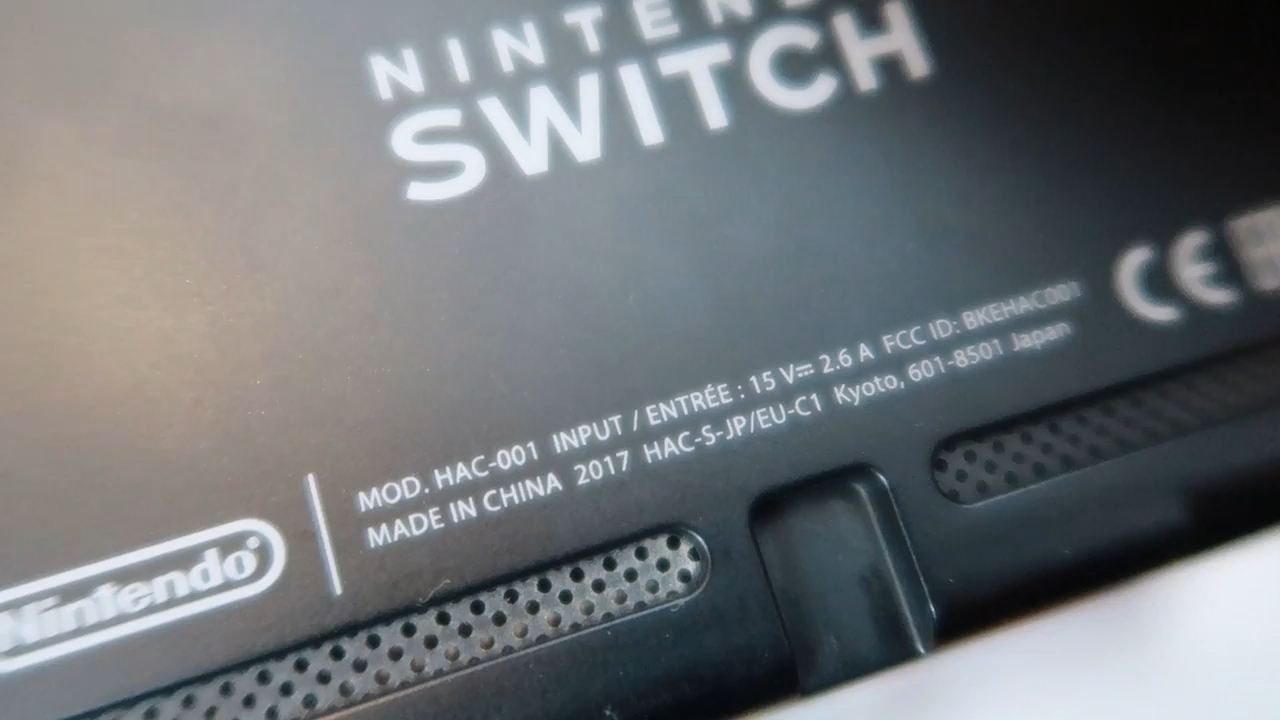 NINTEN
SWITCH
MOD. HAC-001 INPUT / ENTRÉE : 15 V⎓ 2.6 A FCC ID: BKEHAC001
MADE IN CHINA 2017 HAC-S-JP/EU-C1 Kyoto, 601-8501 Japan
CE
Nintendo®